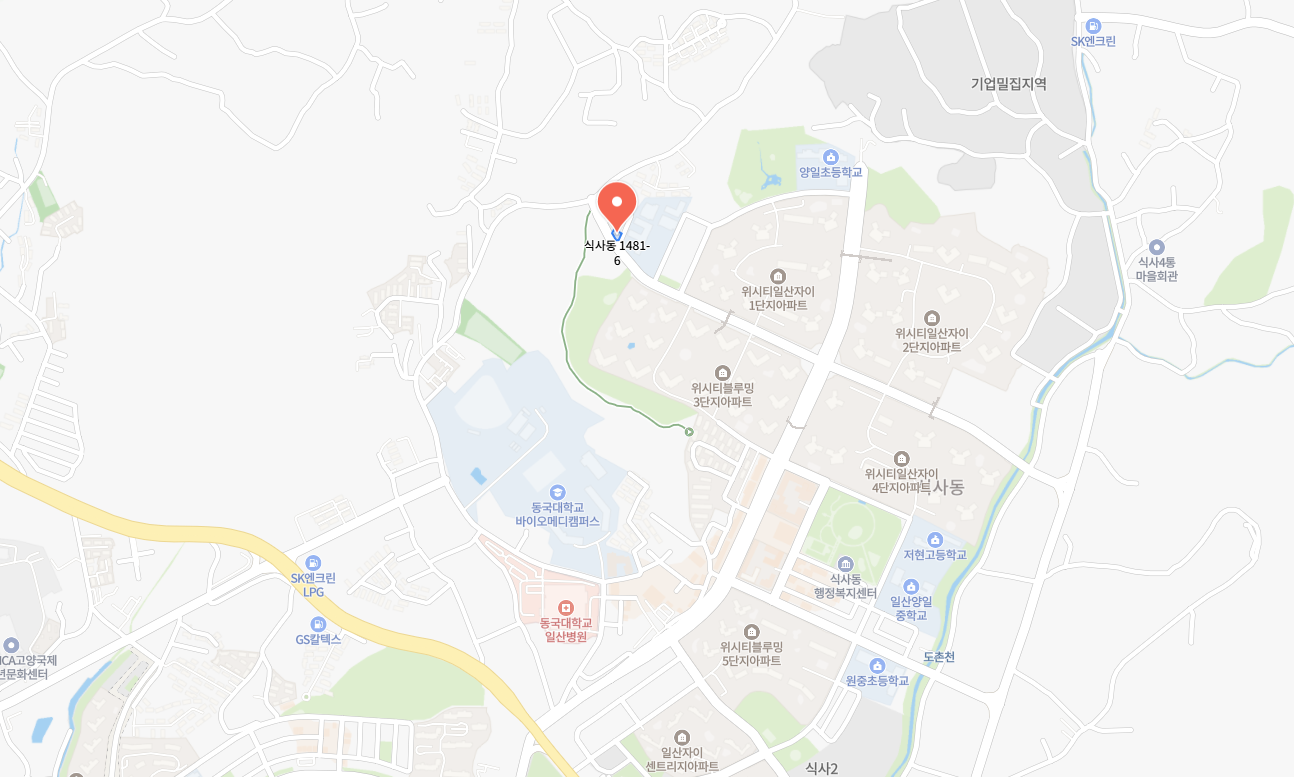 SK엔크린
기업밀집지역
양일초등학교
식사동 1481-
6
식사4통
마을회관
위시티일산자이
1단지아파트
위시티일산자이
2단지아파트
위시티블루밍
3단지아파트
위시티일산자이
4단지아파트
사동
동국대학교
바이오메디캠퍼스
저현고등학교
SK엔크린
LPG
식사동
행정복지센터
일산양일
중학교
동국대학교
일산병원
GS칼텍스
CA고양국제
년문화센터
위시티블루밍
5단지아파트
도촌천
원중초등학교
일산자이
센트리지아파트
식사2